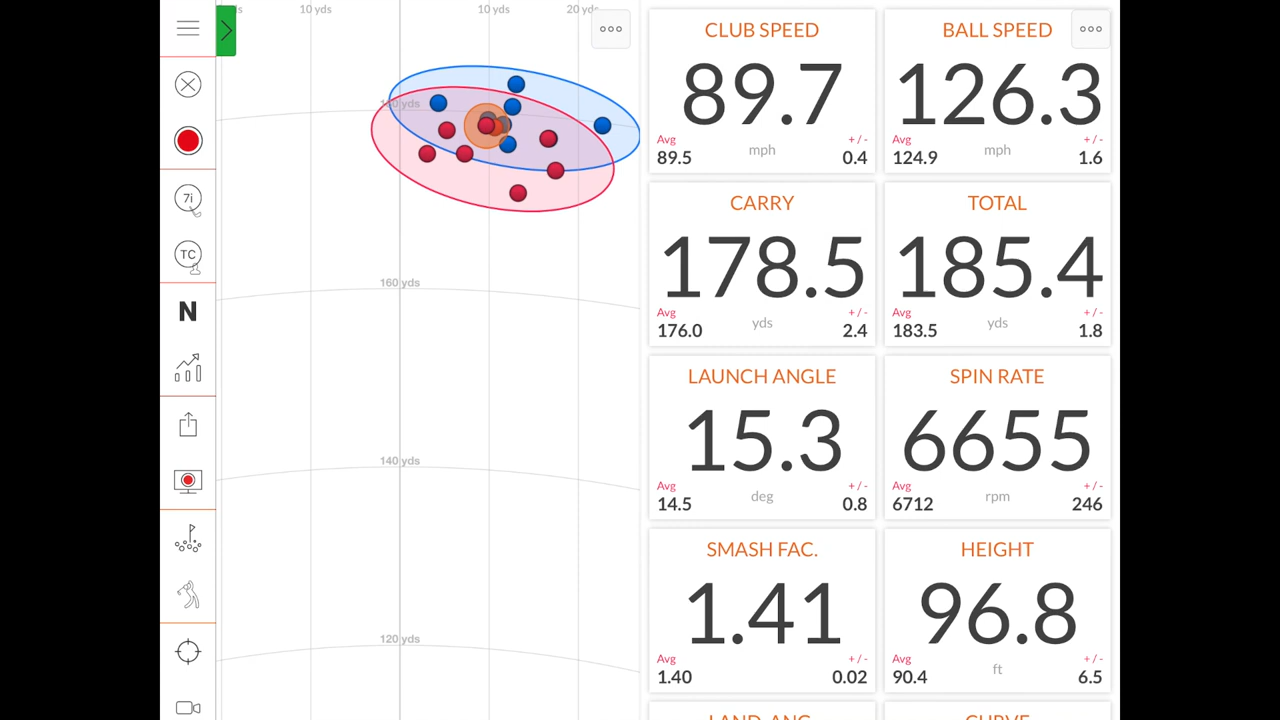 s
10 yds
10 yds
20 yds
7i
TC
N
160 yds
140 yds
120 yds
CLUB SPEED
89.7
Avg
89.5
mph
+ / -
0.4
BALL SPEED
126.3
Avg
124.9
mph
+ / -
1.6
CARRY
178.5
Avg
176.0
yds
+ / -
2.4
TOTAL
185.4
Avg
183.5
yds
+ / -
1.8
LAUNCH ANGLE
15.3
Avg
14.5
deg
+ / -
0.8
SPIN RATE
6655
Avg
6712
rpm
+ / -
246
SMASH FAC.
1.41
Avg
1.40
+ / -
0.02
HEIGHT
96.8
Avg
90.4
ft
+ / -
6.5
LAND. ANG.
CURVE